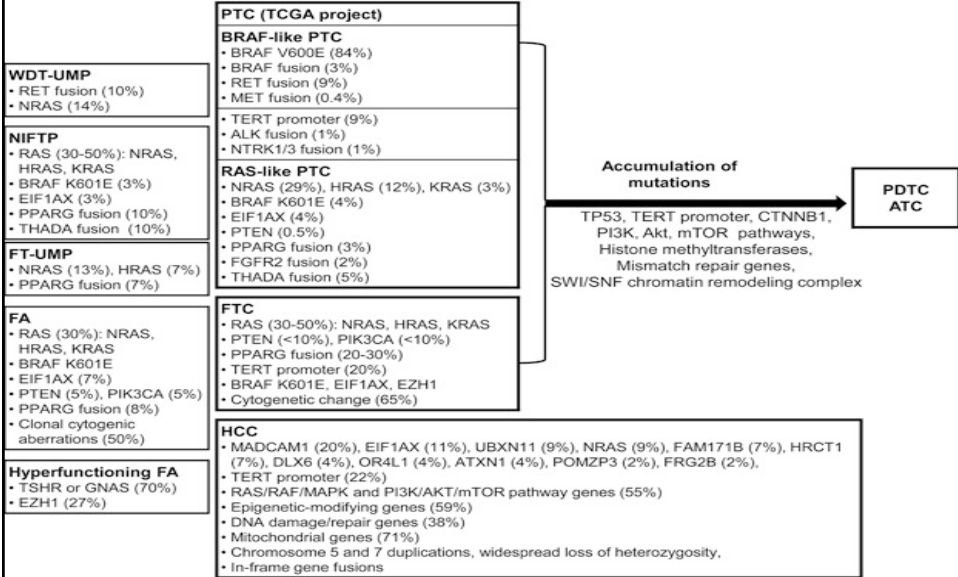 WDT-UMP
• RET fusion (10%)
• NRAS (14%)
NIFTP
• RAS (30-50%): NRAS,
HRAS, KRAS
• BRAF K601E (3%)
• EIF1AX (3%)
• PPARG fusion (10%)
• THADA fusion (10%)
FT-UMP
• NRAS (13%), HRAS (7%)
• PPARG fusion (7%)
FA
• RAS (30%): NRAS,
HRAS, KRAS
• BRAF K601E
• EIF1AX (7%)
• PTEN (5%), PIK3CA (5%)
• PPARG fusion (8%)
• Clonal cytogenic
aberrations (50%)
Hyperfunctioning FA
• TSHR or GNAS (70%)
• EZH1 (27%)
PTC (TCGA project)
BRAF-like PTC
• BRAF V600E (84%)
• BRAF fusion (3%)
• RET fusion (9%)
• MET fusion (0.4%)
• TERT promoter (9%)
• ALK fusion (1%)
• NTRK1/3 fusion (1%)
RAS-like PTC
• NRAS (29%), HRAS (12%), KRAS (3%)
• BRAF K601E (4%)
• EIF1AX (4%)
• PTEN (0.5%)
• PPARG fusion (3%)
• FGFR2 fusion (2%)
• THADA fusion (5%)
FTC
• RAS (30-50%): NRAS, HRAS, KRAS
• PTEN (<10%), PIK3CA (<10%)
• PPARG fusion (20-30%)
• TERT promoter (20%)
• BRAF K601E, EIF1AX, EZH1
• Cytogenetic change (65%)
HCC
• MADCAM1 (20%), EIF1AX (11%), UBXN11 (9%), NRAS (9%), FAM171B (7%), HRCT1
(7%), DLX6 (4%), OR4L1 (4%), ATXN1 (4%), POMZP3 (2%), FRG2B (2%),
• TERT promoter (22%)
• RAS/RAF/MAPK and PI3K/AKT/mTOR pathway genes (55%)
• Epigenetic-modifying genes (59%)
• DNA damage/repair genes (38%)
• Mitochondrial genes (71%)
• Chromosome 5 and 7 duplications, widespread loss of heterozygosity,
• In-frame gene fusions
Accumulation of
mutations
TP53, TERT promoter, CTNNB1,
PI3K, Akt, mTOR pathways,
Histone methyltransferases,
Mismatch repair genes,
SWI/SNF chromatin remodeling complex
PDTC
ATC